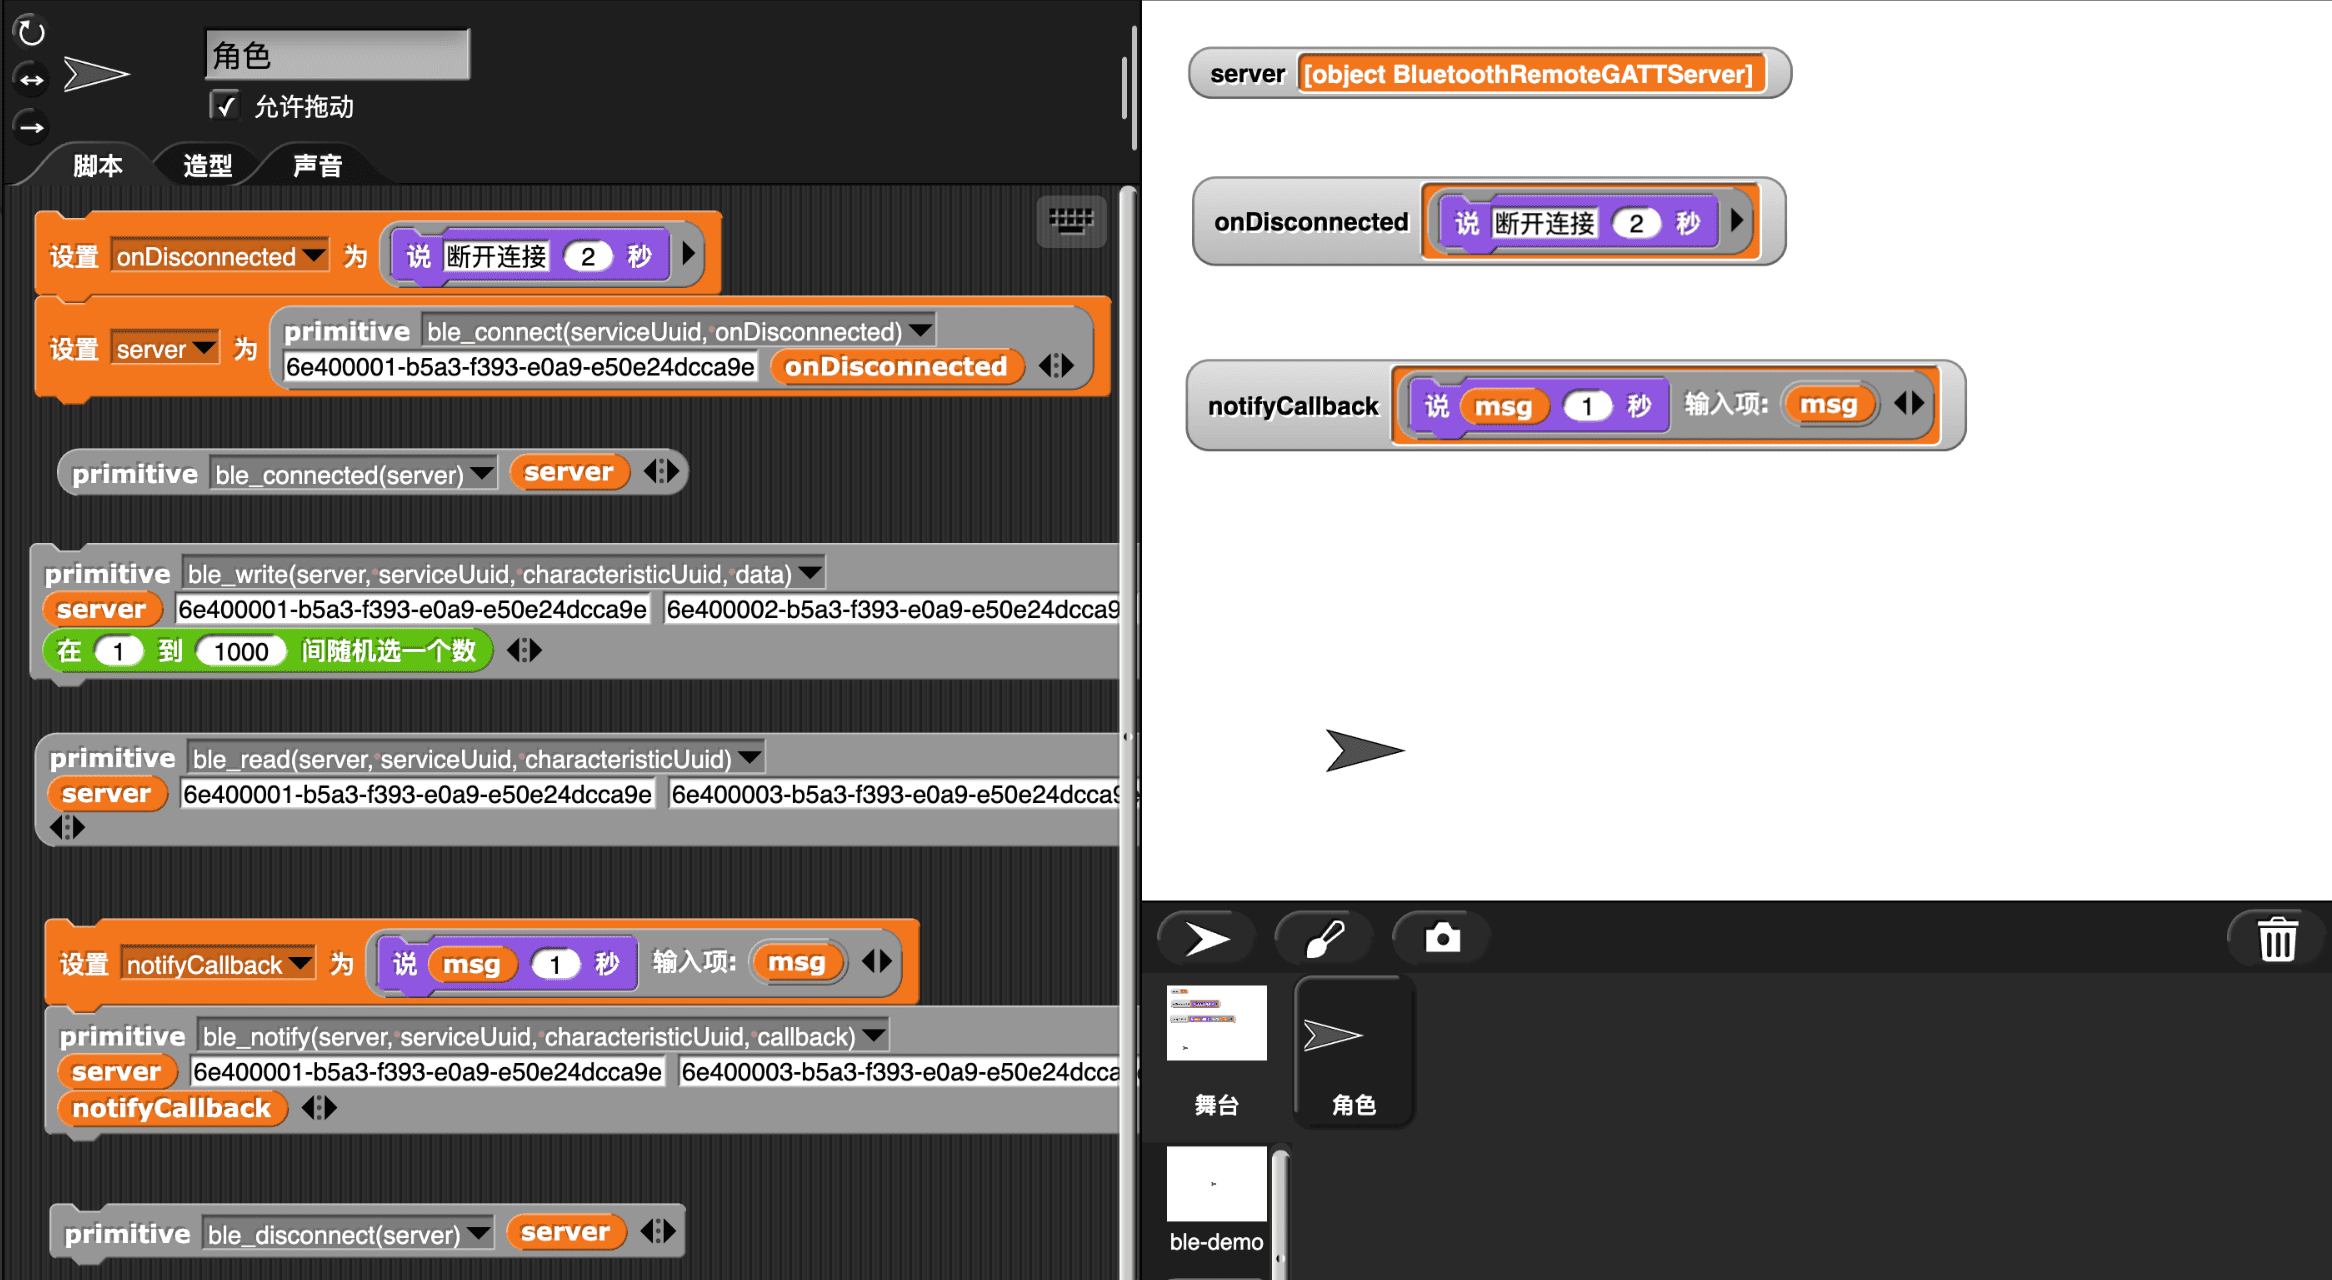 角色
允许拖动
脚本 造型 声音
设置 onDisconnected 为 说 断开连接 2 秒
设置 server 为 primitive ble_connect(serviceUuid, onDisconnected)
6e400001-b5a3-f393-e0a9-e50e24dcca9e onDisconnected
primitive ble_connected(server) server
primitive ble_write(server, serviceUuid, characteristicUuid, data)
server 6e400001-b5a3-f393-e0a9-e50e24dcca9e 6e400002-b5a3-f393-e0a9-e50e24dcca9
在 1 到 1000 间随机选一个数
primitive ble_read(server, serviceUuid, characteristicUuid)
server 6e400001-b5a3-f393-e0a9-e50e24dcca9e 6e400003-b5a3-f393-e0a9-e50e24dcca9e
设置 notifyCallback 为 说 msg 1 秒 输入项: msg
primitive ble_notify(server, serviceUuid, characteristicUuid, callback)
server 6e400001-b5a3-f393-e0a9-e50e24dcca9e 6e400003-b5a3-f393-e0a9-e50e24dcca
notifyCallback
primitive ble_disconnect(server) server
server [object BluetoothRemoteGATTServer]
onDisconnected 说 断开连接 2 秒
notifyCallback 说 msg 1 秒 输入项: msg
舞台 角色
ble-demo